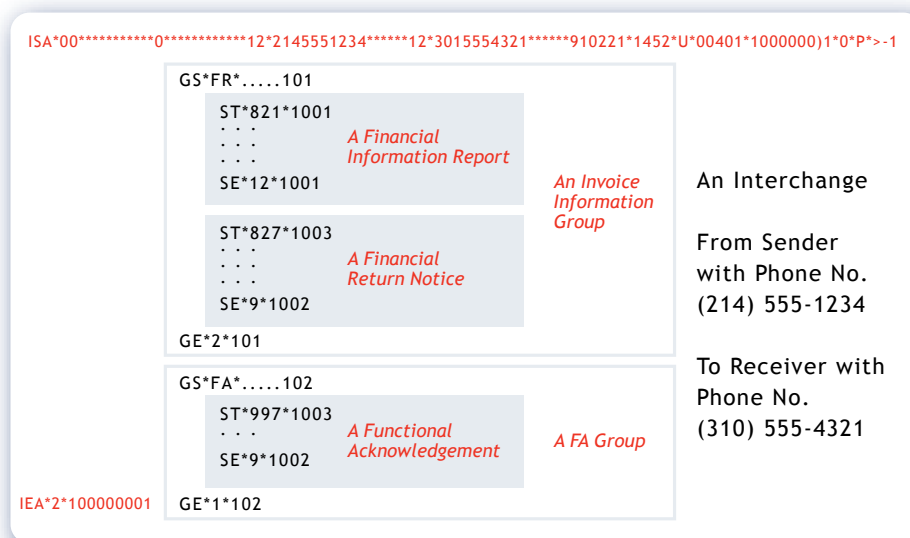 ISA*00***********0************12*2145551234******12*3015554321******910221*1452*U*00401*1000000)1*0*P*>-1
GS*FR*.....101
ST*821*1001
. . .
. . .
. . .
SE*12*1001
A Financial
Information Report
ST*827*1003
. . .
. . .
. . .
SE*9*1002
A Financial
Return Notice
GE*2*101
An Invoice
Information
Group
GS*FA*.....102
ST*997*1003
. . .
SE*9*1002
A Functional
Acknowledgement
A FA Group
IEA*2*100000001
GE*1*102
An Interchange
From Sender
with Phone No.
(214) 555-1234
To Receiver with
Phone No.
(310) 555-4321